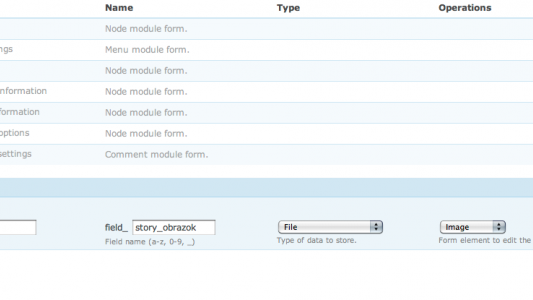 Name Type Operations
Node module form.
ngs Menu module form.
Node module form.
information Node module form.
formation Node module form.
options Node module form.
settings Comment module form.
field_ story_obrazok File Image
Field name (a-z, 0-9, _) Type of data to store. Form element to edit the